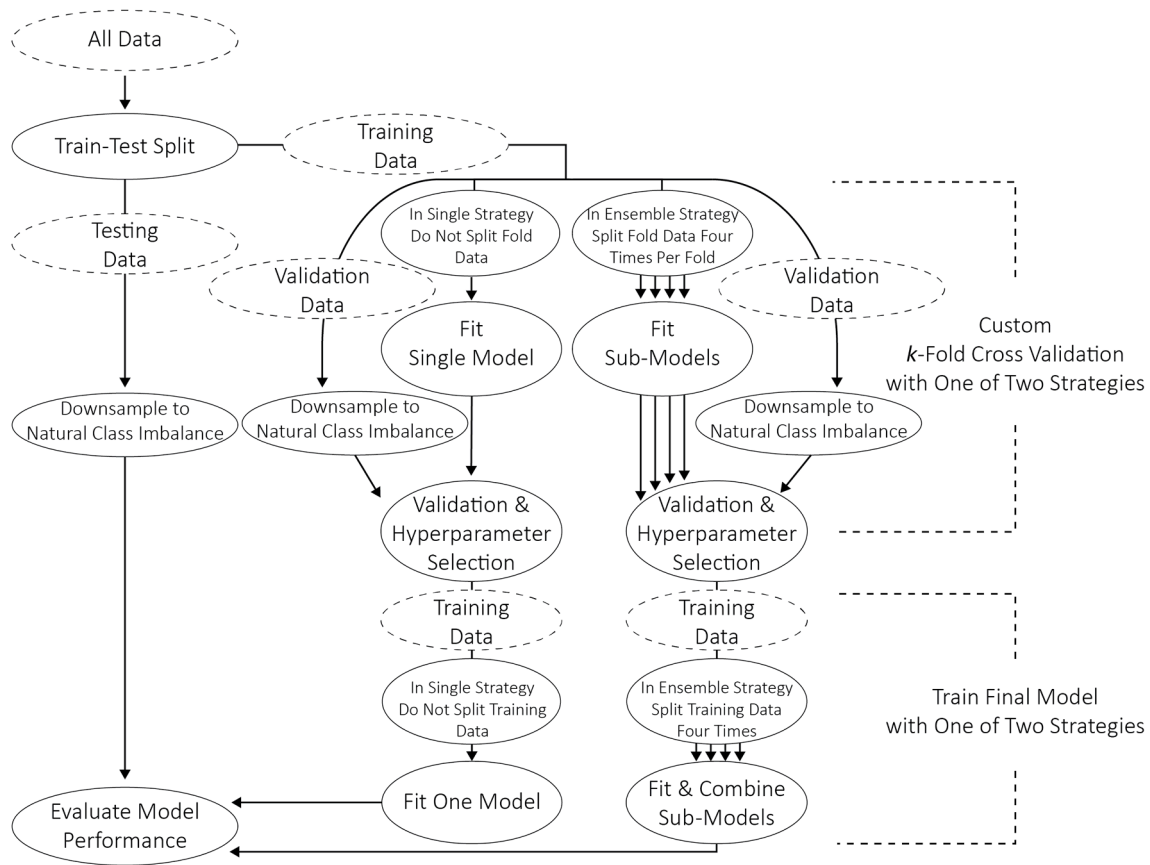 All Data
Train-Test Split
Training
Data
Testing
Data
In Single Strategy
Do Not Split Fold
Data
In Ensemble Strategy
Split Fold Data Four
Times Per Fold
Validation
Data
Validation
Data
Fit
Single Model
Fit
Sub-Models
Custom
k-Fold Cross Validation
with One of Two Strategies
Downsample to
Natural Class Imbalance
Downsample to
Natural Class Imbalance
Downsample to
Natural Class Imbalance
Validation &
Hyperparameter
Selection
Validation &
Hyperparameter
Selection
Training
Data
Training
Data
In Single Strategy
Do Not Split Training
Data
In Ensemble Strategy
Split Training Data
Four Times
Train Final Model
with One of Two Strategies
Evaluate Model
Performance
Fit One Model
Fit & Combine
Sub-Models